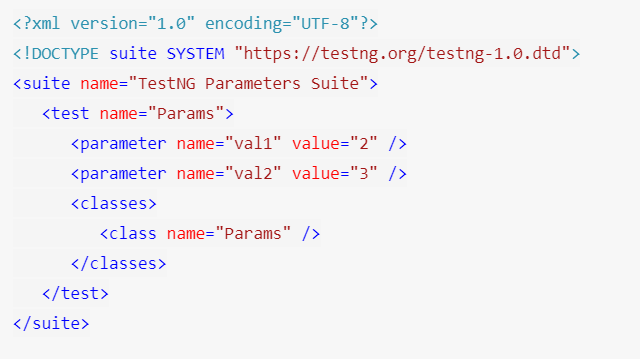 <?xml version="1.0" encoding="UTF-8"?>
<!DOCTYPE suite SYSTEM "https://testng.org/testng-1.0.dtd">
<suite name="TestNG Parameters Suite">
   <test name="Params">
      <parameter name="val1" value="2" />
      <parameter name="val2" value="3" />
      <classes>
         <class name="Params" />
      </classes>
   </test>
</suite>